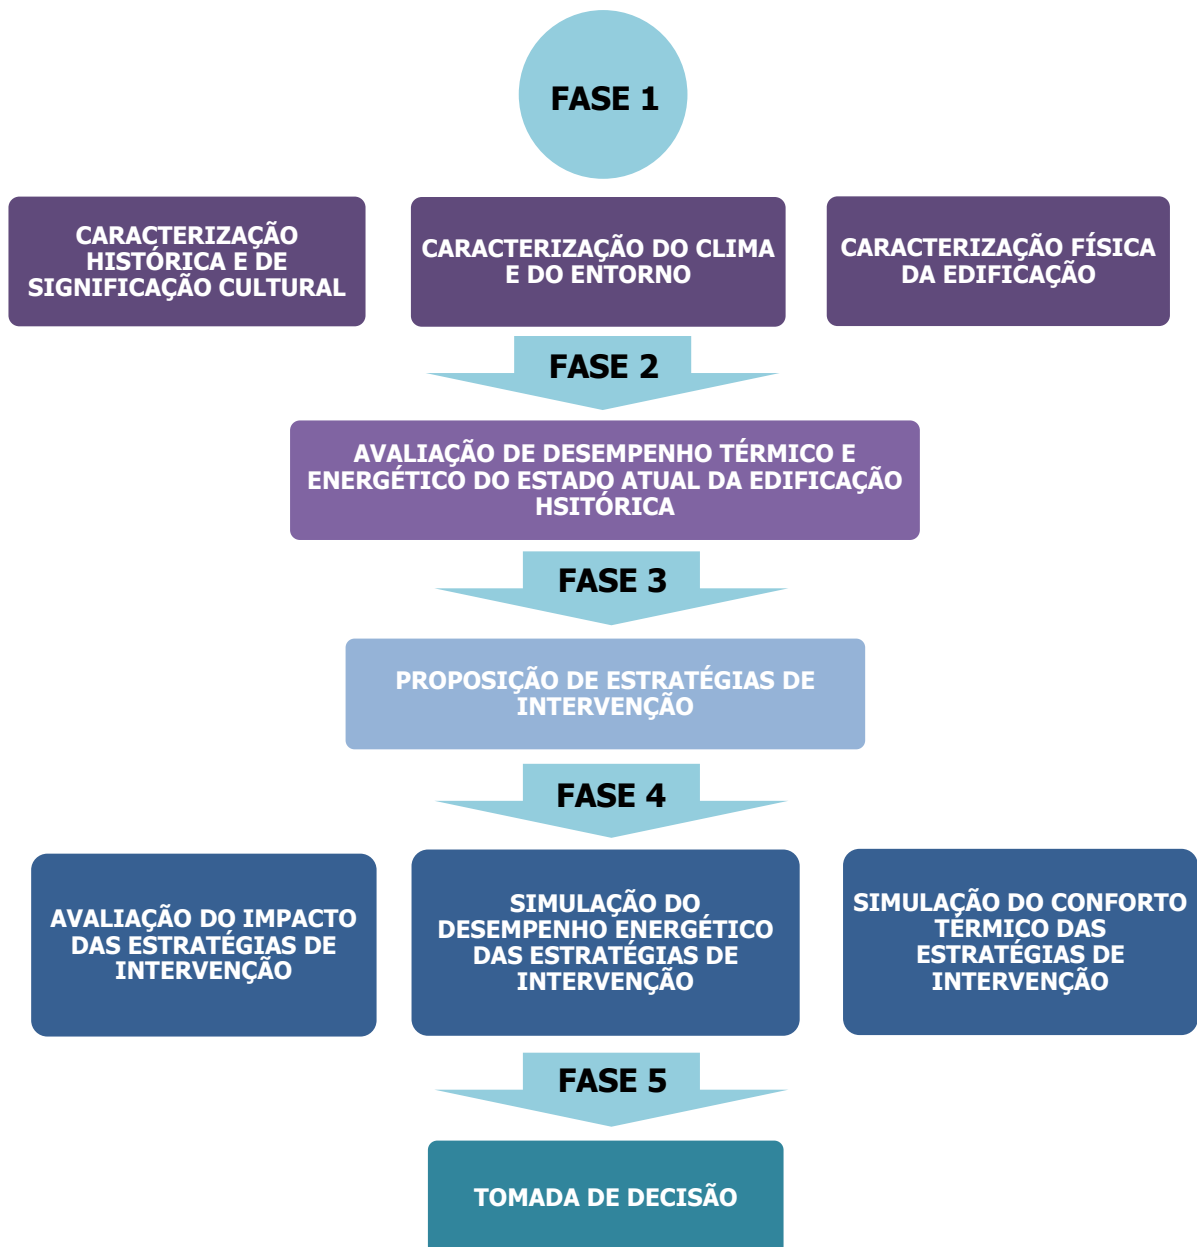 FASE 1
CARACTERIZAÇÃO
HISTÓRICA E DE
SIGNIFICAÇÃO CULTURAL
CARACTERIZAÇÃO DO CLIMA
E DO ENTORNO
CARACTERIZAÇÃO FÍSICA
DA EDIFICAÇÃO
FASE 2
AVALIAÇÃO DE DESEMPENHO TÉRMICO E
ENERGÉTICO DO ESTADO ATUAL DA EDIFICAÇÃO
HSITÓRICA
FASE 3
PROPOSIÇÃO DE ESTRATÉGIAS DE
INTERVENÇÃO
FASE 4
AVALIAÇÃO DO IMPACTO
DAS ESTRATÉGIAS DE
INTERVENÇÃO
SIMULAÇÃO DO
DESEMPENHO ENERGÉTICO
DAS ESTRATÉGIAS DE
INTERVENÇÃO
SIMULAÇÃO DO CONFORTO
TÉRMICO DAS
ESTRATÉGIAS DE
INTERVENÇÃO
FASE 5
TOMADA DE DECISÃO